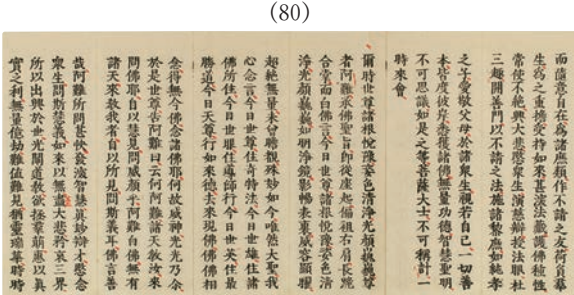 (80)
而隨意自在為諸庶類作不請之友荷負羣
生為之重擔受持如來甚深法藏護佛種性
常使不絕興大悲愍衆生演慈辯授法眼杜
三趣開善門以不請之法施諸黎庶如純孝
之子愛敬父母於諸衆生視若自己一切善
本皆度彼岸悉獲諸佛無量功德智慧聖明
不可思議如是之等菩薩大士不可稱計一
時來會
爾時世尊諸根悅豫姿色清淨光顏巍巍尊
者阿難承佛聖旨即從座起偏袒右肩長跪
合掌而白佛言今日世尊諸根悅豫姿色清
淨光顏巍巍如明淨鏡影暢表裏威容顯曜
超絕無量未曾瞻覩殊妙如今唯然大聖我
心念言今日世尊住奇特法今日世雄住諸
佛所住今日世眼住導師行今日世英住最
勝道今日天尊行如來德去來現佛佛佛相
念得無今佛念諸佛耶何故威神光光乃尒
於是世尊告阿難曰云何阿難諸天敎汝來
問佛耶自以慧見問威顏乎阿難白佛無有
諸天來敎我者自以所見問斯義耳佛言善
哉阿難所問甚快發深智慧眞妙辯才愍念
衆生問斯慧義如來以無盡大悲矜哀三界
所以出興於世光闡道敎欲拯羣萌惠以眞
實之利無量億劫難値難見猶靈瑞華時時